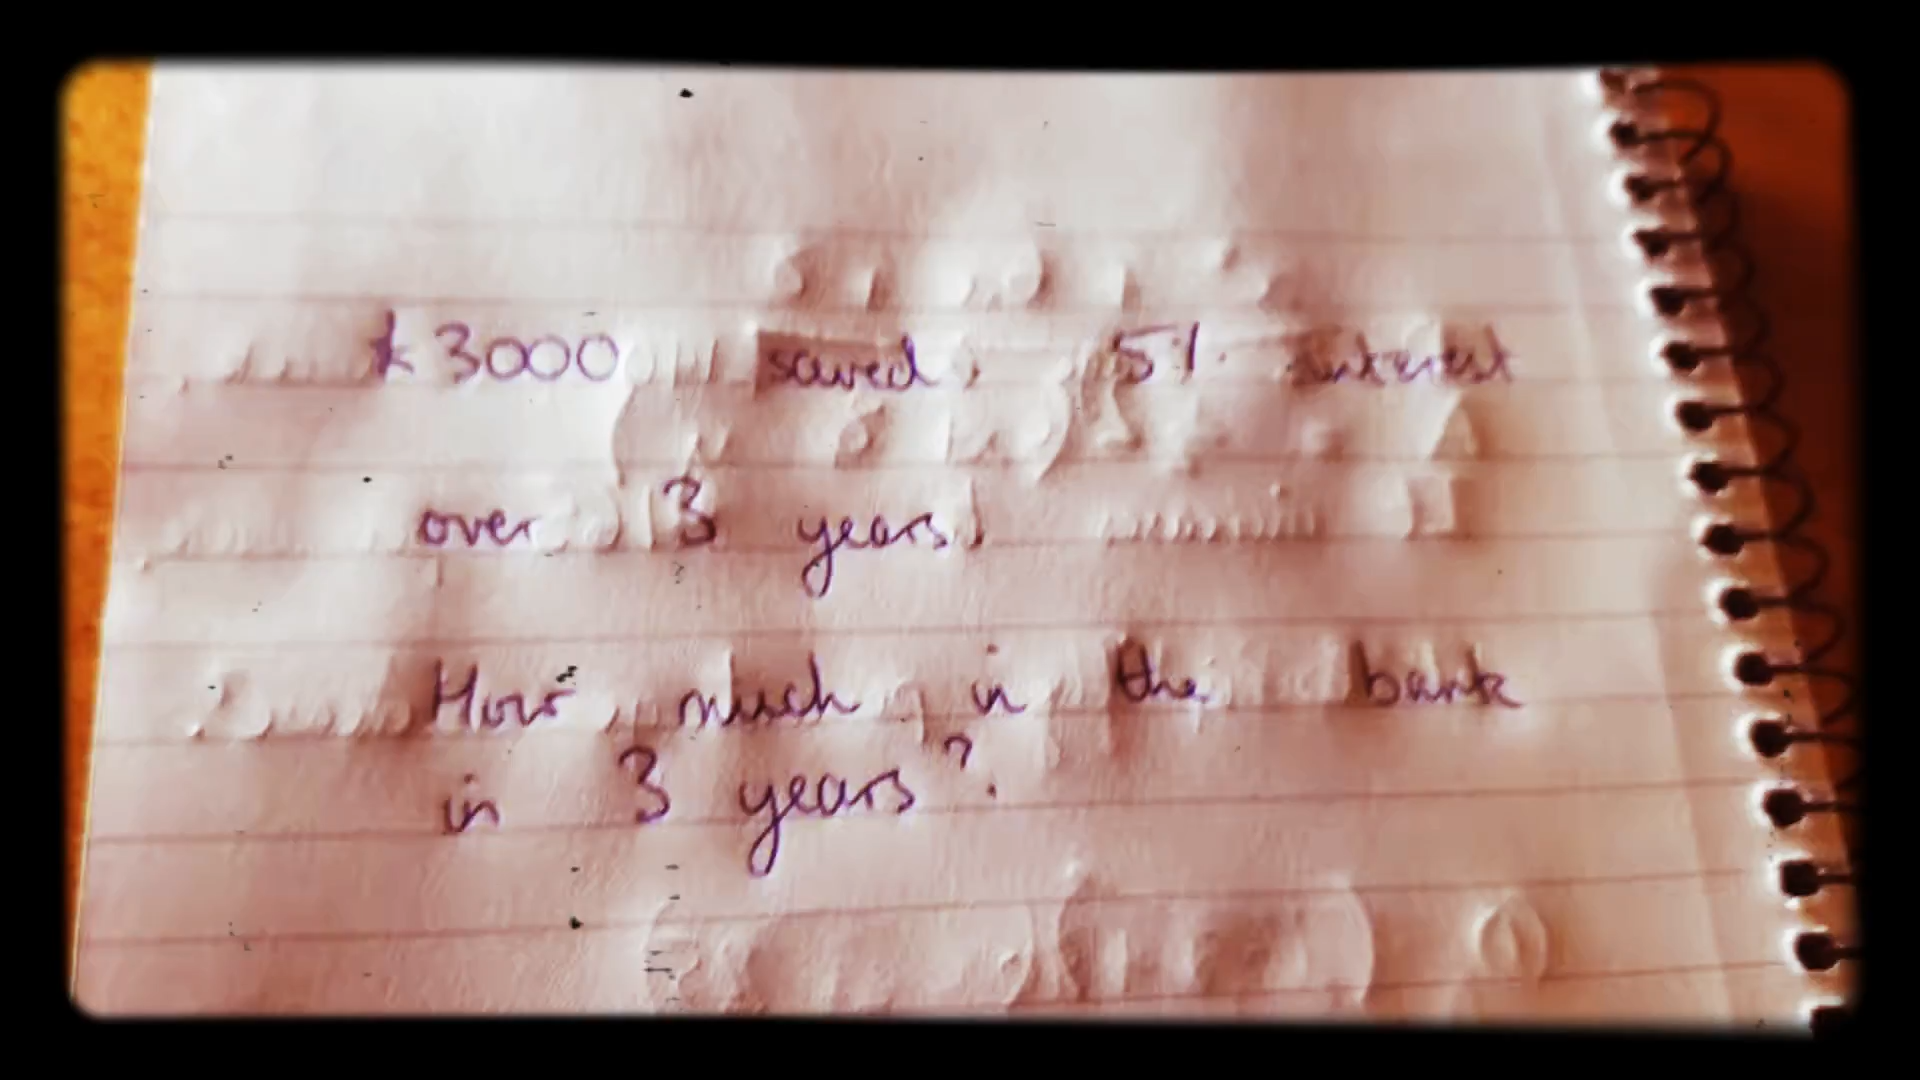 £3000 saved. 5% interest
over 3 years.
How much in the bank
in 3 years?